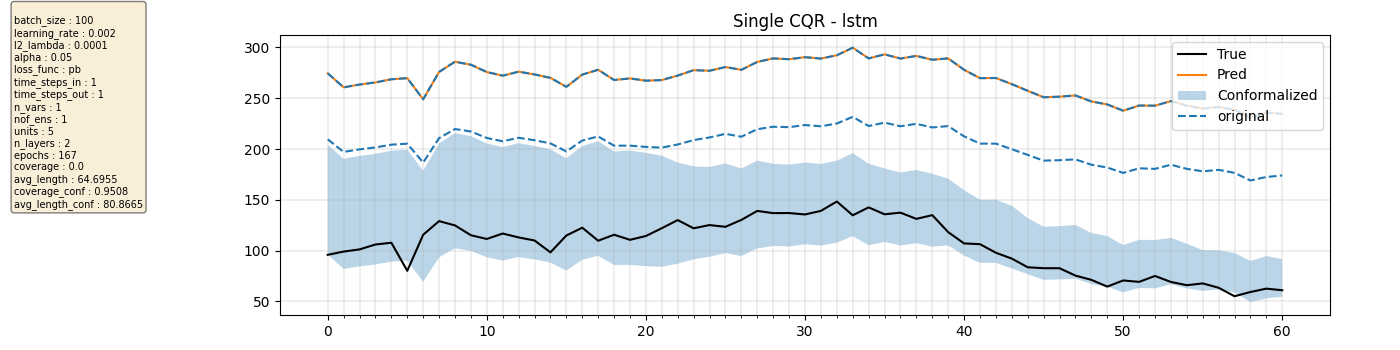 batch_size : 100
learning_rate : 0.002
l2_lambda : 0.0001
alpha : 0.05
loss_func : pb
time_steps_in : 1
time_steps_out : 1
n_vars : 1
nof_ens : 1
units : 5
n_layers : 2
epochs : 167
coverage : 0.0
avg_length : 64.6955
coverage_conf : 0.9508
avg_length_conf : 80.8665
Single CQR - lstm
300
250
200
150
100
50
True
Pred
Conformalized
original
0 10 20 30 40 50 60